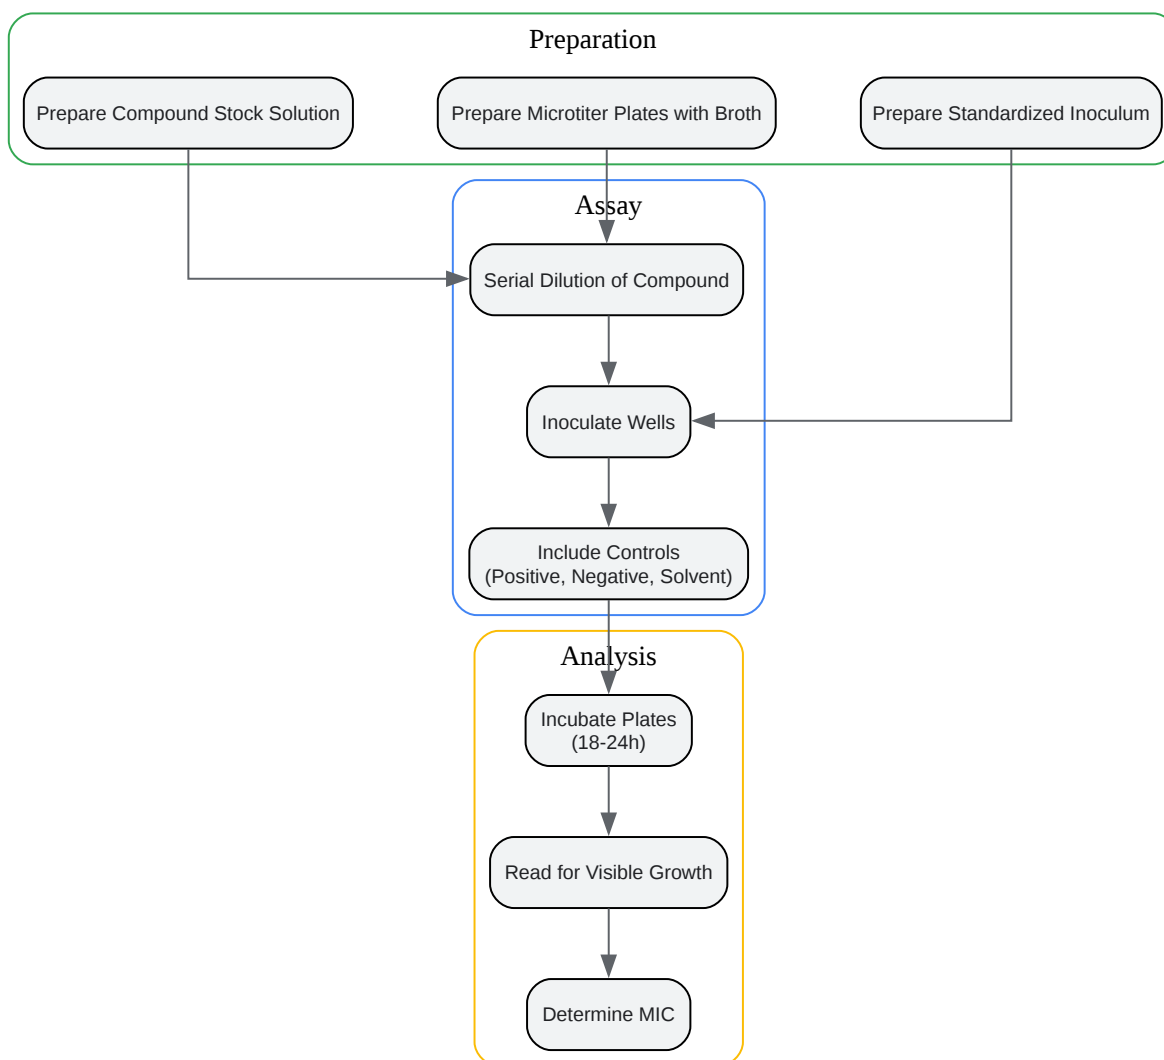 Preparation
Prepare Compound Stock Solution
Prepare Microtiter Plates with Broth
Prepare Standardized Inoculum
Assay
Serial Dilution of Compound
Inoculate Wells
Include Controls
(Positive, Negative, Solvent)
Analysis
Incubate Plates
(18-24h)
Read for Visible Growth
Determine MIC